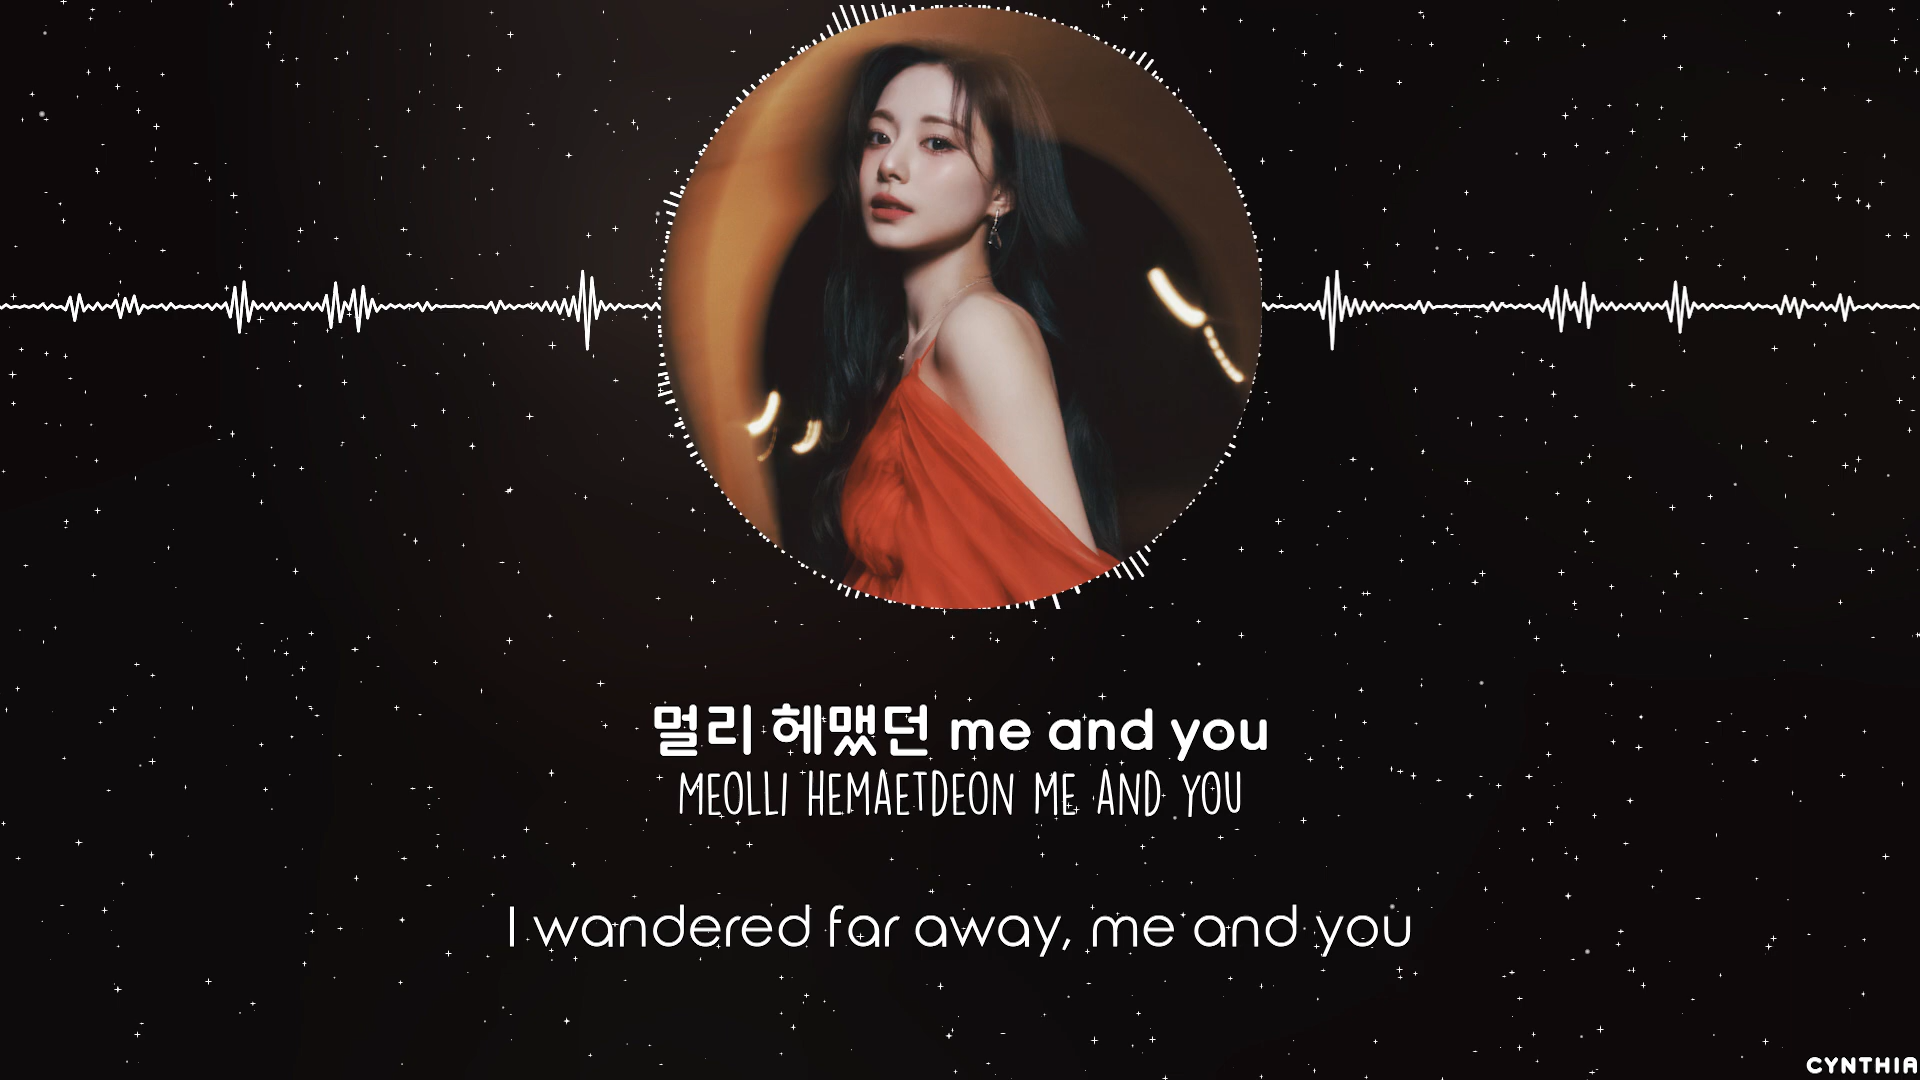 멀리 헤맸던 me and you
MEOLLI HEMAETDEON ME AND YOU
I wandered far away, me and you
CYNTHIA